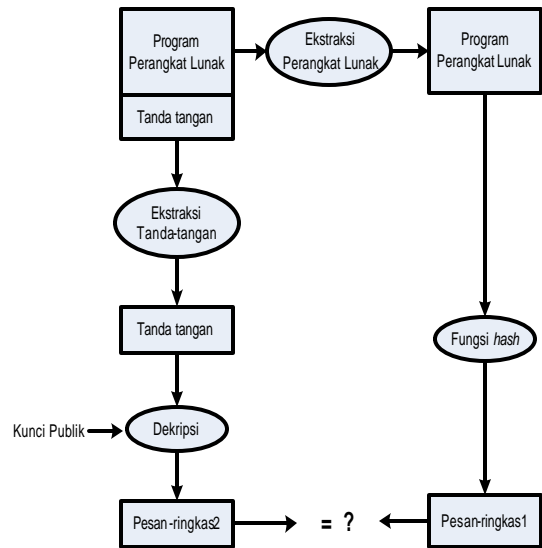 Program
Perangkat Lunak
Ekstraksi
Perangkat Lunak
Program
Perangkat Lunak
Tanda tangan
Ekstraksi
Tanda-tangan
Tanda tangan
Fungsi hash
Kunci Publik
Dekripsi
Pesan-ringkas2
= ?
Pesan-ringkas1